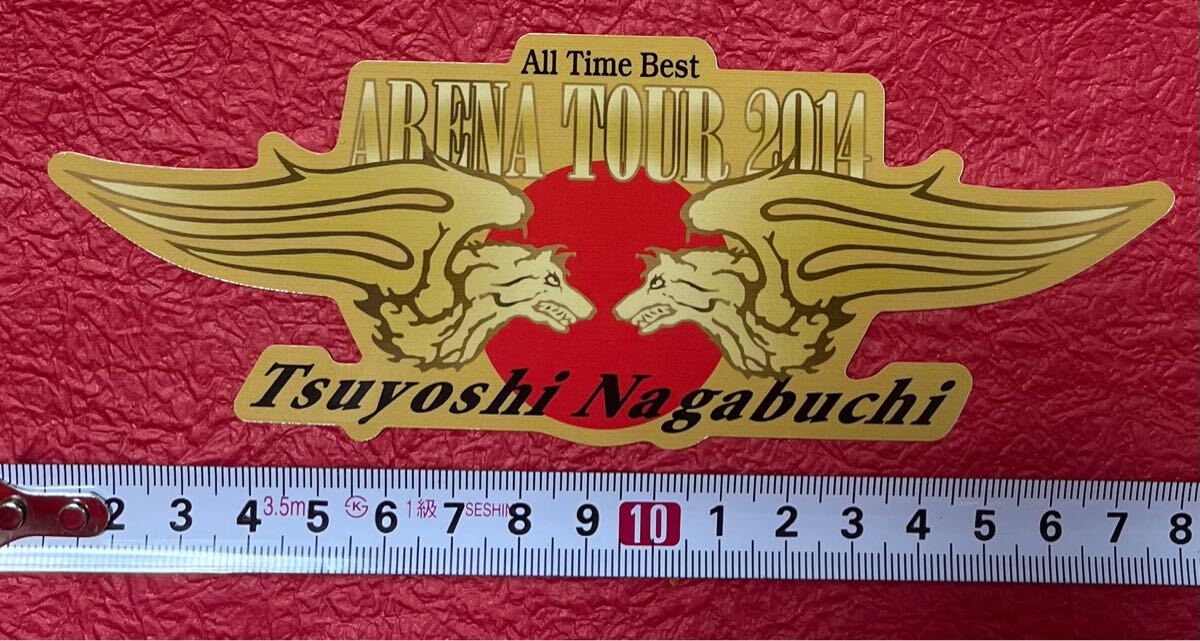 All Time Best
ARENA TOUR 2014
Tsuyoshi Nagabuchi
2 3 4 3.5m 5 K 6 1級 7 SESHIN 8 9 10 1 2 3 4 5 6 7 8